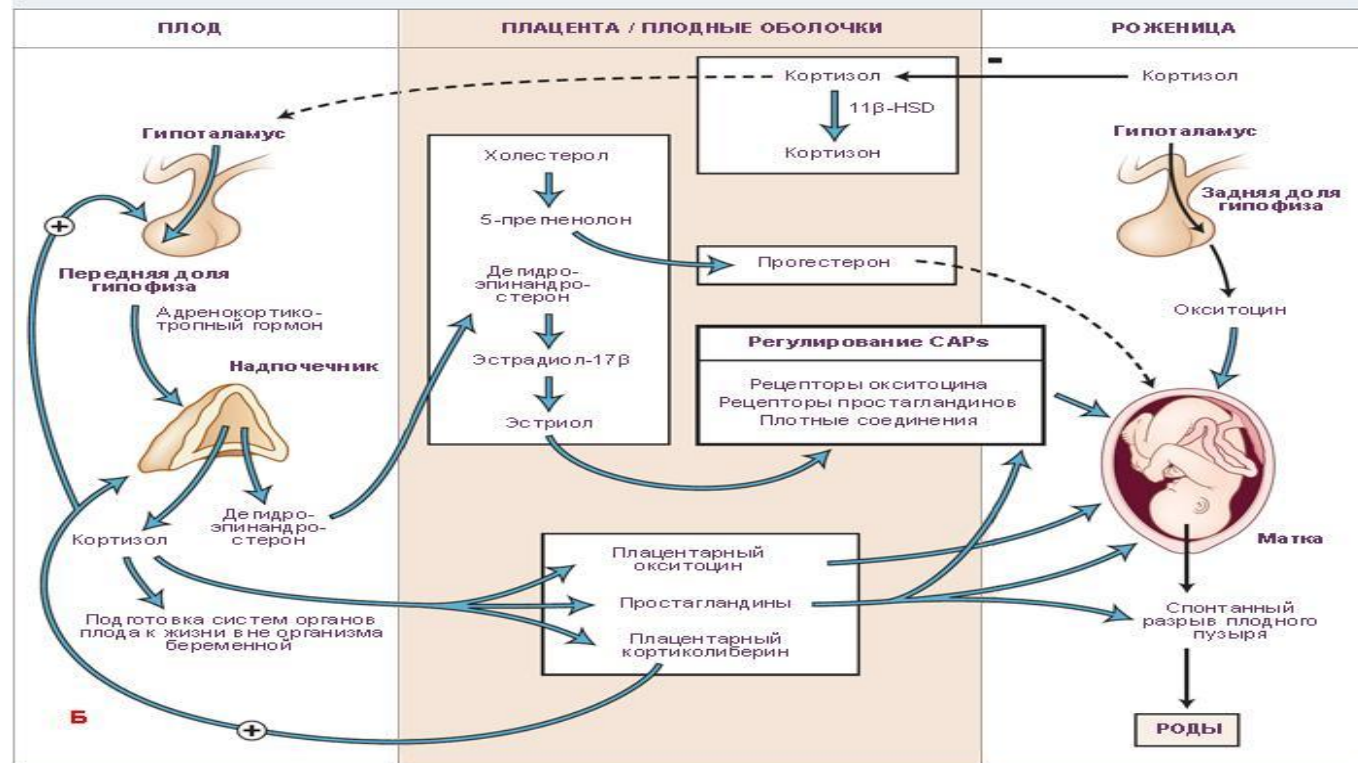 ПЛОД
ПЛАЦЕНТА / ПЛОДНЫЕ ОБОЛОЧКИ
РОЖЕНИЦА
Гипоталамус
+
Передняя доля
гипофиза
Адренокортико-
тропный гормон
Надпочечник
Кортизол
Дегидро-
эпинандро-
стерон
Подготовка систем органов
плода к жизни вне организма
беременной
Б
+
Холестерол
5-прегненолон
Дегидро-
эпинандро-
стерон
Эстрадиол-17β
Эстриол
Кортизол
11β-HSD
Кортизон
Прогестерон
Регулирование CAPs
Рецепторы окситоцина
Рецепторы простагландинов
Плотные соединения
Плацентарный
окситоцин
Простагландины
Плацентарный
кортиколиберин
-
Кортизол
Гипоталамус
Задняя доля
гипофиза
Окситоцин
Матка
Спонтанный
разрыв плодного
пузыря
РОДЫ